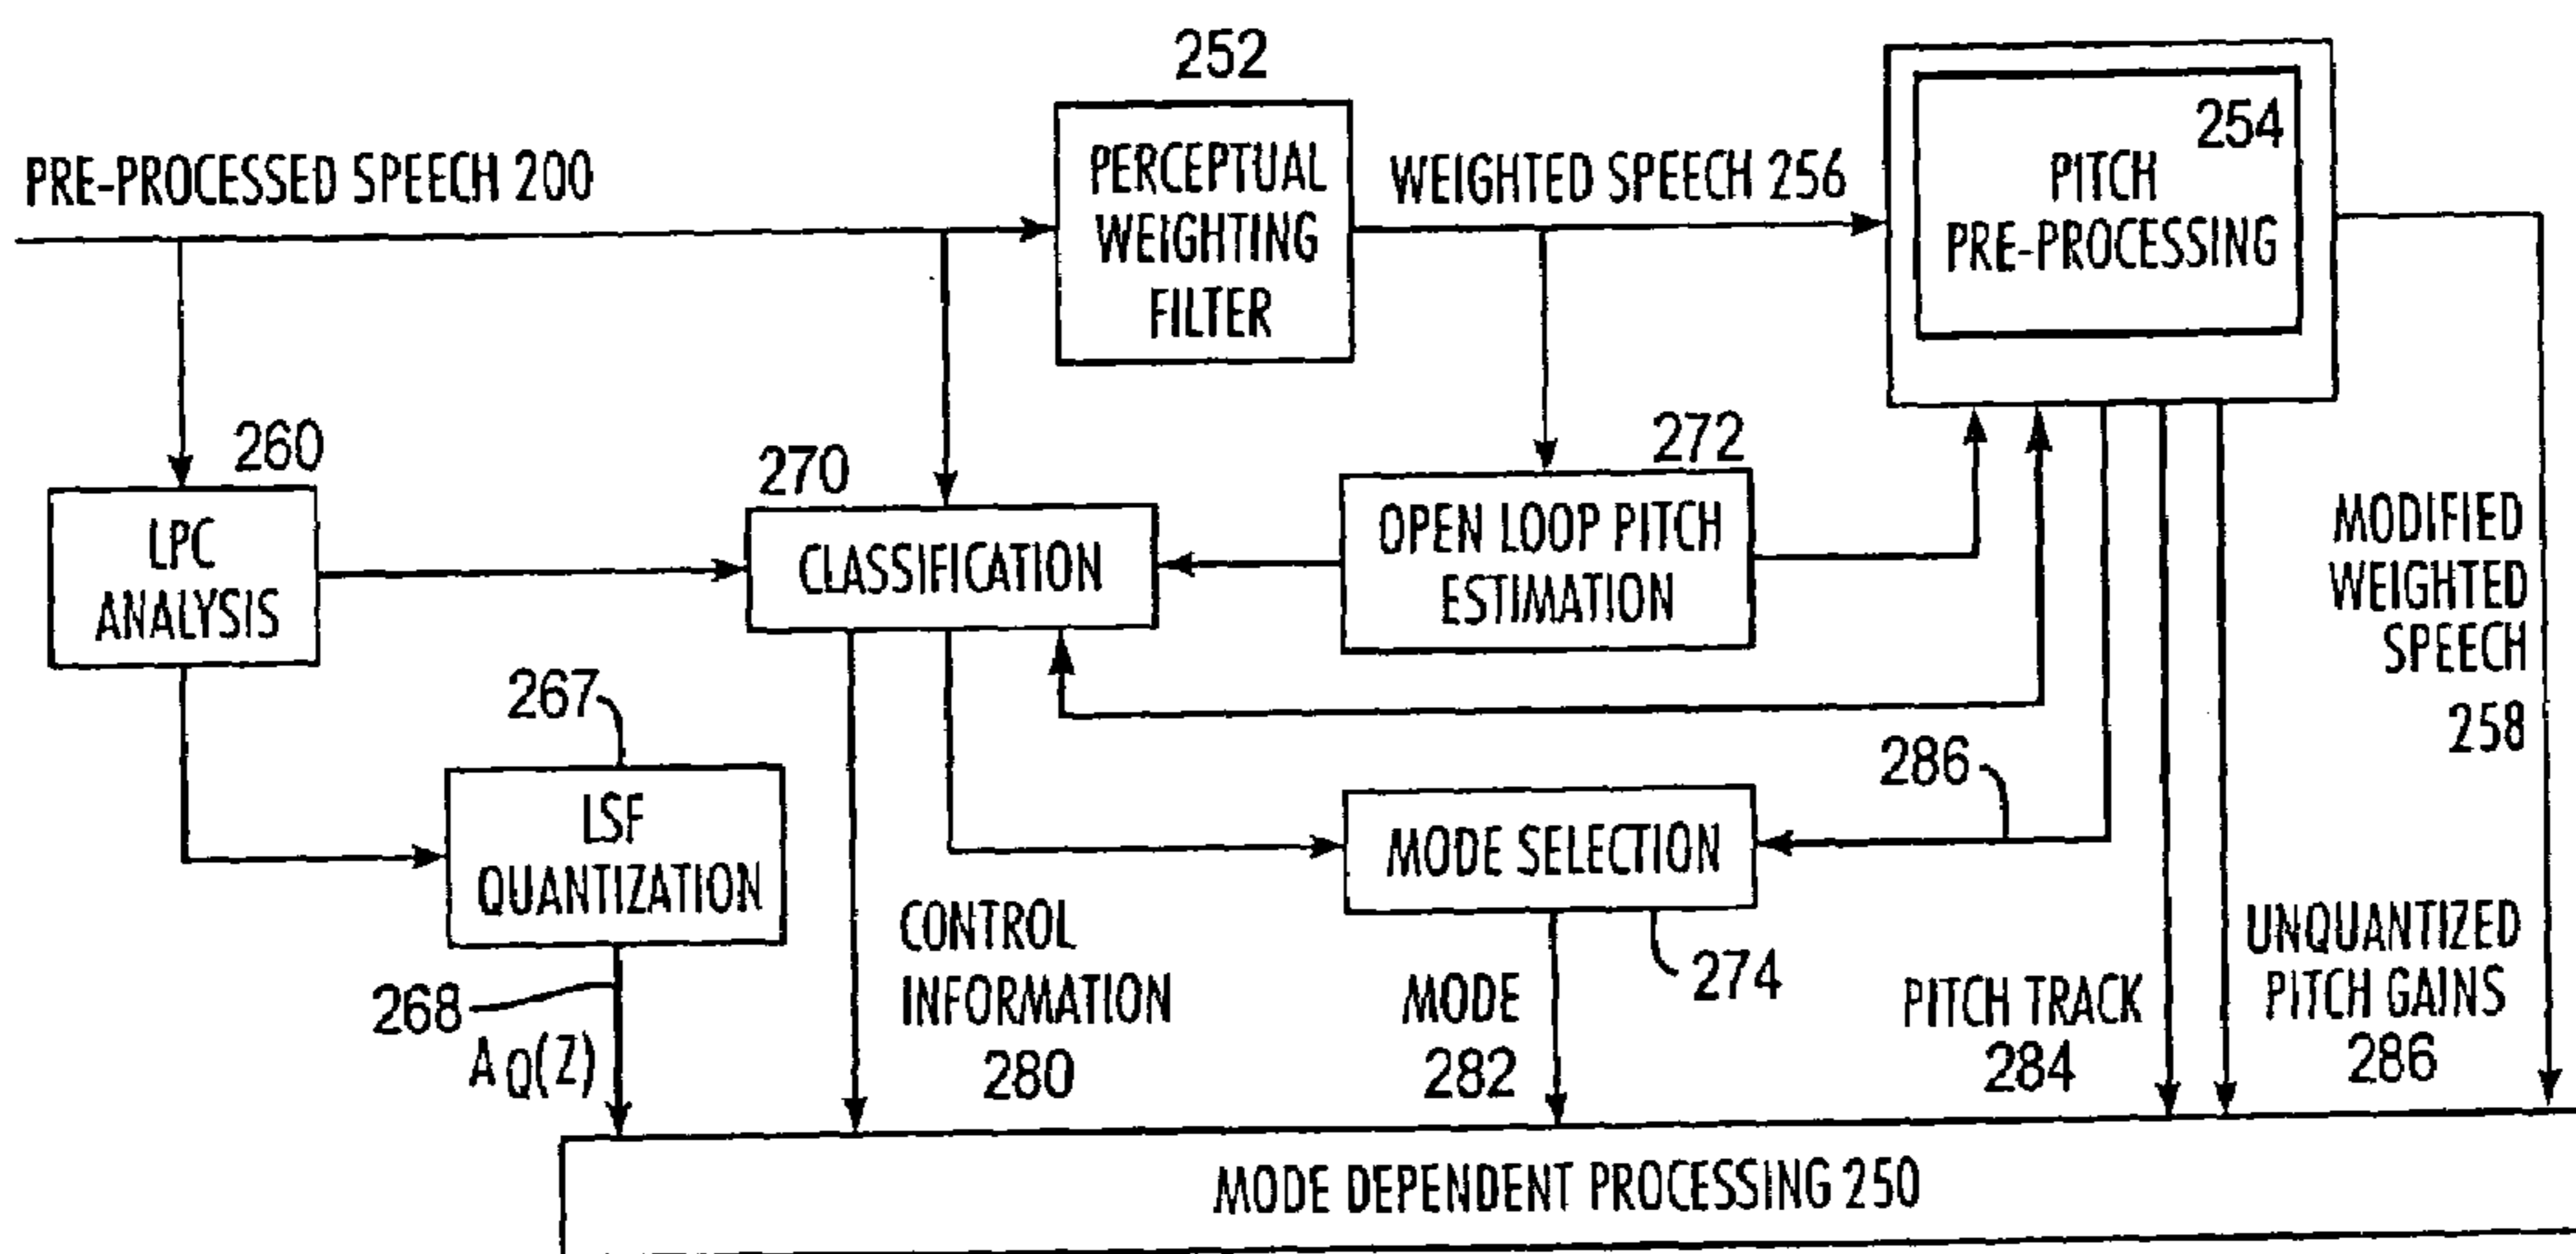 252
PERCEPTUAL
WEIGHTING
FILTER
PRE-PROCESSED SPEECH 200
WEIGHTED SPEECH 256
254
PITCH
PRE-PROCESSING
260
LPC
ANALYSIS
270
CLASSIFICATION
272
OPEN LOOP PITCH
ESTIMATION
MODIFIED
WEIGHTED
SPEECH
258
267
LSF
QUANTIZATION
286
MODE SELECTION
274
268
AQ(Z)
CONTROL
INFORMATION
280
MODE
282
PITCH TRACK
284
UNQUANTIZED
PITCH GAINS
286
MODE DEPENDENT PROCESSING 250